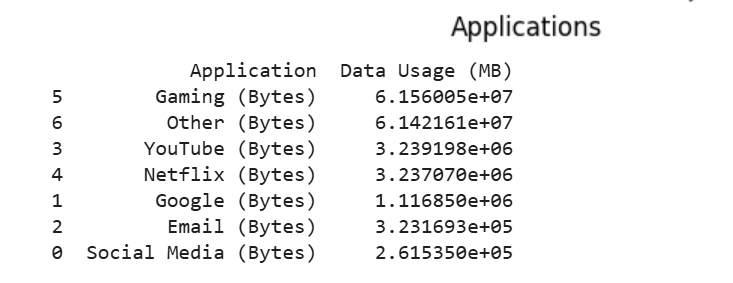 Applications
Application Data Usage (MB)
5 Gaming (Bytes) 6.156005e+07
6 Other (Bytes) 6.142161e+07
3 YouTube (Bytes) 3.239198e+06
4 Netflix (Bytes) 3.237070e+06
1 Google (Bytes) 1.116850e+06
2 Email (Bytes) 3.231693e+05
0 Social Media (Bytes) 2.615350e+05